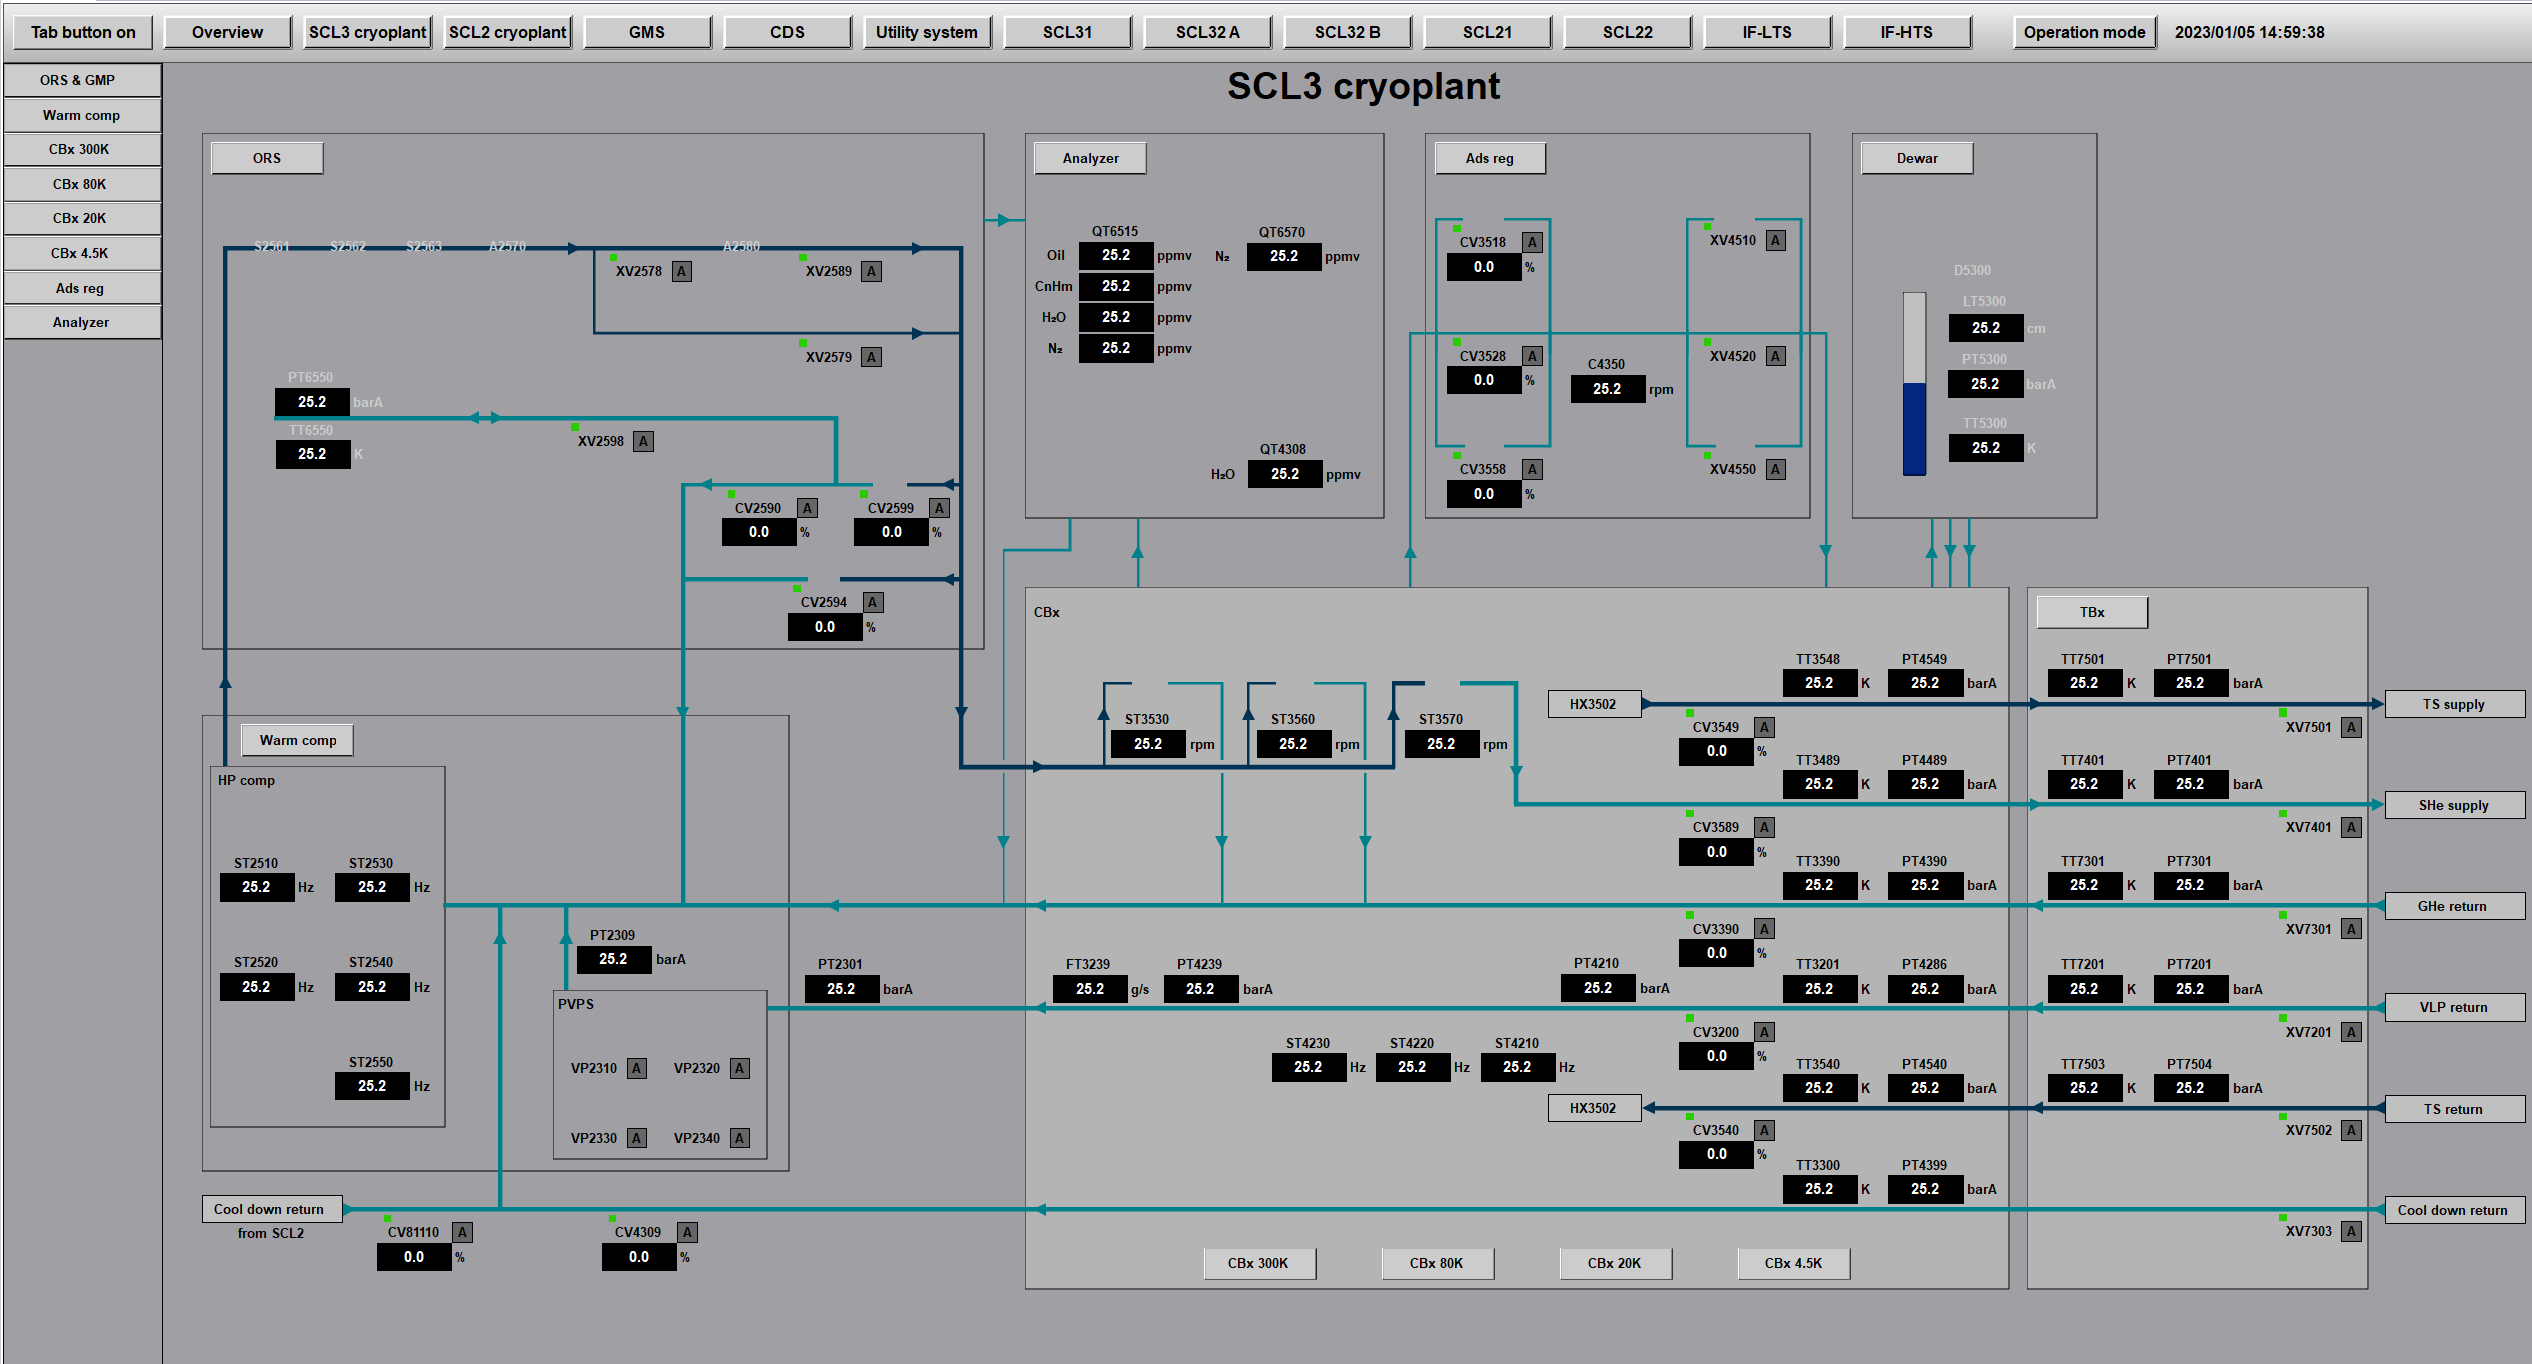 Tab button on Overview SCL3 cryoplant SCL2 cryoplant GMS CDS Utility system SCL31 SCL32 A SCL32 B SCL21 SCL22 IF-LTS IF-HTS Operation mode 2023/01/05 14:59:38
ORS & GMP
Warm comp
CBx 300K
CBx 80K
CBx 20K
CBx 4.5K
Ads reg
Analyzer
SCL3 cryoplant
ORS
S2561 S2562 S2563 A2570 A2580
XV2578 A XV2589 A
XV2579 A
PT6550
25.2 barA
TT6550
25.2 K
XV2598 A
CV2590 A CV2599 A
0.0 % 0.0 %
CV2594 A
0.0 %
Analyzer
QT6515 QT6570
Oil 25.2 ppmv N₂ 25.2 ppmv
CnHm 25.2 ppmv
H₂O 25.2 ppmv
N₂ 25.2 ppmv
QT4308
H₂O 25.2 ppmv
Ads reg
CV3518 A XV4510 A
0.0 %
CV3528 A C4350 XV4520 A
0.0 % 25.2 rpm
CV3558 A XV4550 A
0.0 %
Dewar
D5300
LT5300
25.2 cm
PT5300
25.2 barA
TT5300
25.2 K
Warm comp
HP comp
ST2510 ST2530
25.2 Hz 25.2 Hz
ST2520 ST2540
25.2 Hz 25.2 Hz
ST2550
25.2 Hz
PT2309
25.2 barA
PVPS
VP2310 A VP2320 A
VP2330 A VP2340 A
PT2301
25.2 barA
Cool down return
from SCL2
CV81110 A CV4309 A
0.0 % 0.0 %
CBx
ST3530 ST3560 ST3570
25.2 rpm 25.2 rpm 25.2 rpm
TT3548 PT4549
HX3502 25.2 K 25.2 barA
CV3549 A
0.0 %
TT3489 PT4489
25.2 K 25.2 barA
CV3589 A
0.0 %
TT3390 PT4390
25.2 K 25.2 barA
CV3390 A
0.0 %
FT3239 PT4239 PT4210 TT3201 PT4286
25.2 g/s 25.2 barA 25.2 barA 25.2 K 25.2 barA
CV3200 A
0.0 %
ST4230 ST4220 ST4210
25.2 Hz 25.2 Hz 25.2 Hz
TT3540 PT4540
HX3502 25.2 K 25.2 barA
CV3540 A
0.0 %
TT3300 PT4399
25.2 K 25.2 barA
CBx 300K CBx 80K CBx 20K CBx 4.5K
TBx
TT7501 PT7501
25.2 K 25.2 barA
TS supply
XV7501 A
TT7401 PT7401
25.2 K 25.2 barA
SHe supply
XV7401 A
TT7301 PT7301
25.2 K 25.2 barA
GHe return
XV7301 A
TT7201 PT7201
25.2 K 25.2 barA
VLP return
XV7201 A
TT7503 PT7504
25.2 K 25.2 barA
TS return
XV7502 A
Cool down return
XV7303 A